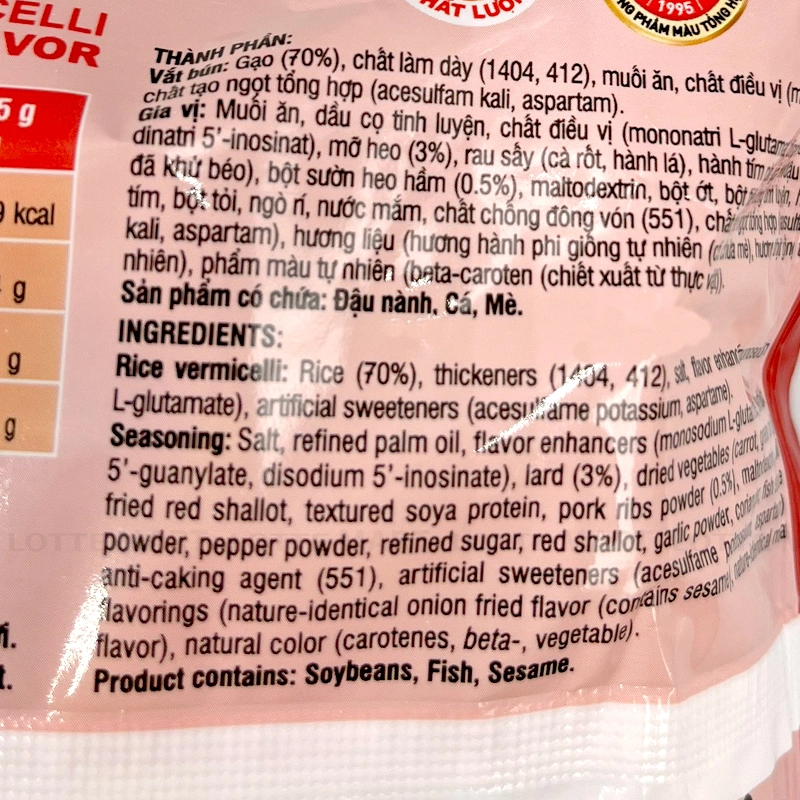 CELLI
VOR
HẤT LƯỢ
1995
NG PHẨM MÀU TỔNG H
5 g
9 kcal
g
g
g
THÀNH PHẦN:
Vắt bún: Gạo (70%), chất làm dày (1404, 412), muối ăn, chất điều vị
chất tạo ngọt tổng hợp (acesulfam kali, aspartam).
Gia vị: Muối ăn, dầu cọ tinh luyện, chất điều vị (mononatri L-glutamat
dinatri 5'-inosinat), mỡ heo (3%), rau sấy (cà rốt, hành lá), hành tím
đã khử béo), bột sườn heo hầm (0.5%), maltodextrin, bột ớt, bột
tím, bột tỏi, ngò rí, nước mắm, chất chống đông vón (551), chất
kali, aspartam), hương liệu (hương hành phi giống tự nhiên
nhiên), phẩm màu tự nhiên (beta-caroten (chiết xuất từ thực vật)).
Sản phẩm có chứa: Đậu nành, Cá, Mè.
INGREDIENTS:
Rice vermicelli: Rice (70%), thickeners (1404, 412), salt, flavor
L-glutamate), artificial sweeteners (acesulfame potassium, aspartame).
Seasoning: Salt, refined palm oil, flavor enhancers (monosodium
5'-guanylate, disodium 5'-inosinate), lard (3%), dried vegetables (carrot,
fried red shallot, textured soya protein, pork ribs powder (0.5%),
powder, pepper powder, refined sugar, red shallot, garlic powder,
anti-caking agent (551), artificial sweeteners (acesulfame
flavorings (nature-identical onion fried flavor (contains sesame),
flavor), natural color (carotenes, beta-, vegetable).
Product contains: Soybeans, Fish, Sesame.
LOTTE
t.